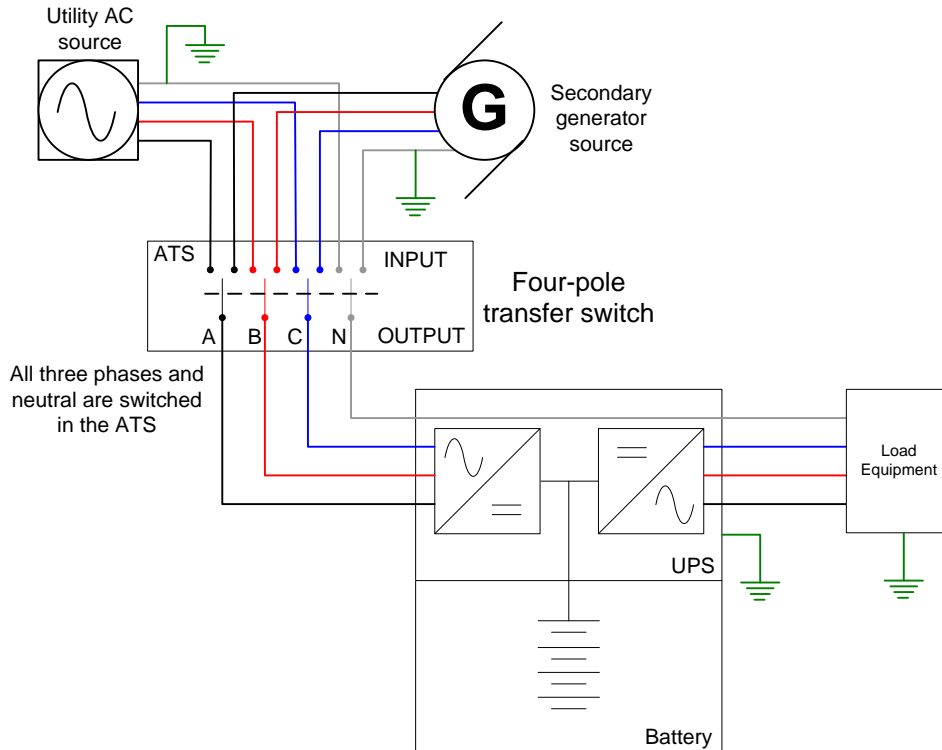 Utility AC
source
G
Secondary
generator
source
ATS
INPUT
Four-pole
transfer switch
A B C N OUTPUT
All three phases and
neutral are switched
in the ATS
Load
Equipment
UPS
Battery